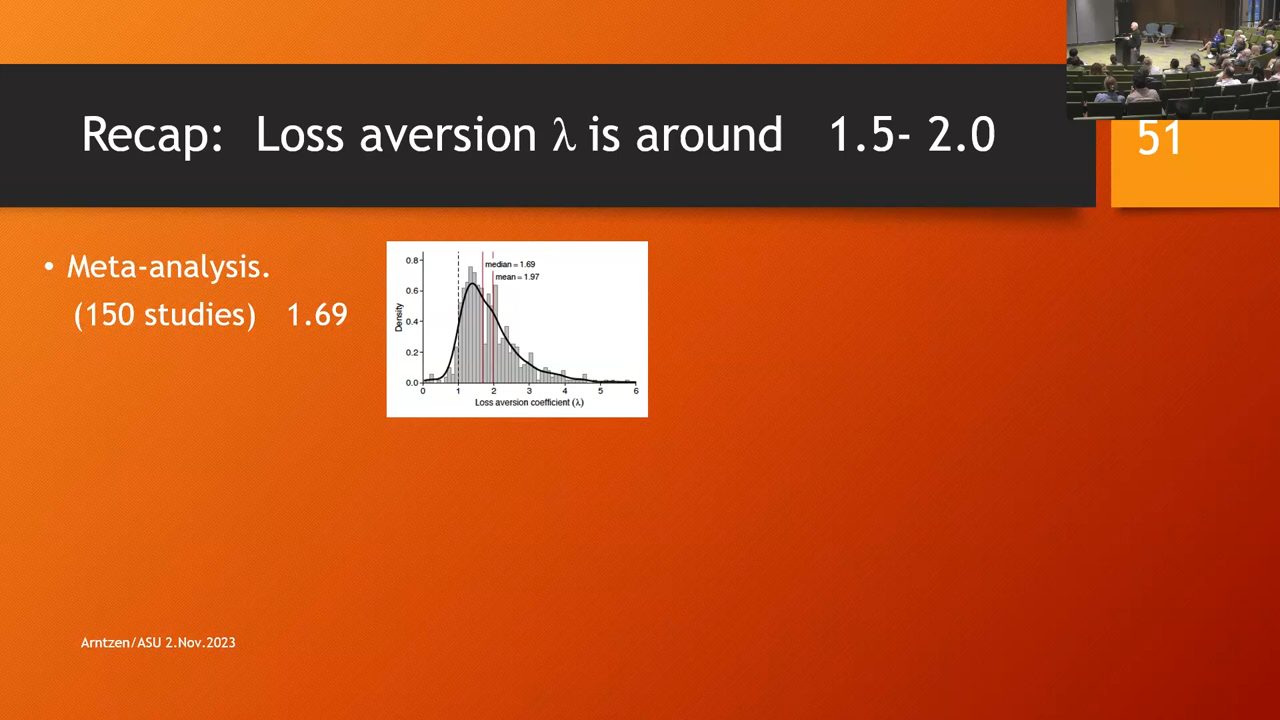 Recap: Loss aversion λ is around 1.5- 2.0
51
• Meta-analysis.
(150 studies) 1.69
median = 1.69
mean = 1.97
Density
0.8
0.6
0.4
0.2
0.0
0 1 2 3 4 5 6
Loss aversion coefficient (λ)
Arntzen/ASU 2.Nov.2023